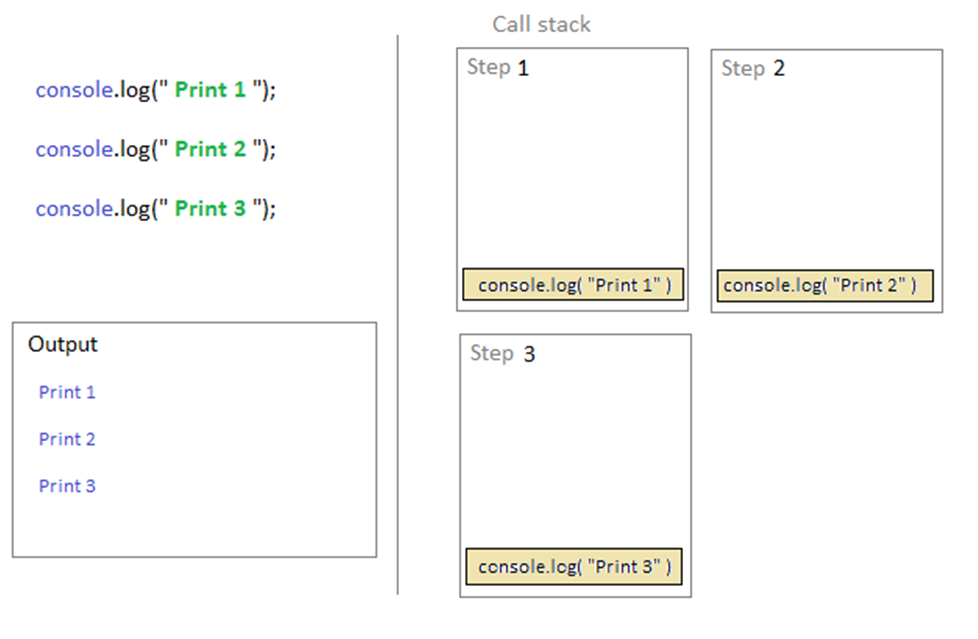 console.log(" Print 1 ");
console.log(" Print 2 ");
console.log(" Print 3 ");
Output
Print 1
Print 2
Print 3
Call stack
Step 1
console.log( "Print 1" )
Step 2
console.log( "Print 2" )
Step 3
console.log( "Print 3" )